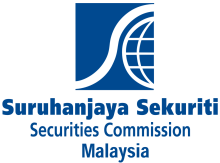 Suruhanjaya Sekuriti
Securities Commission
Malaysia